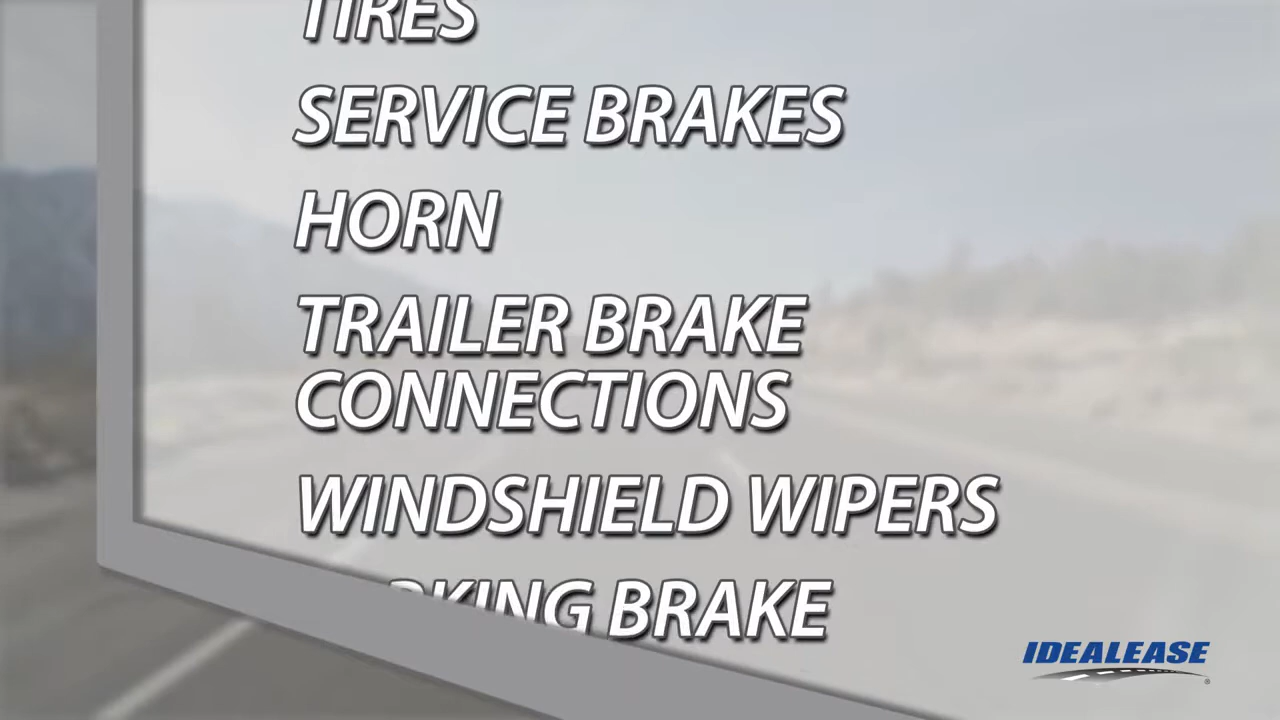 TIRES
SERVICE BRAKES
HORN
TRAILER BRAKE
CONNECTIONS
WINDSHIELD WIPERS
BRAKE
IDEALEASE